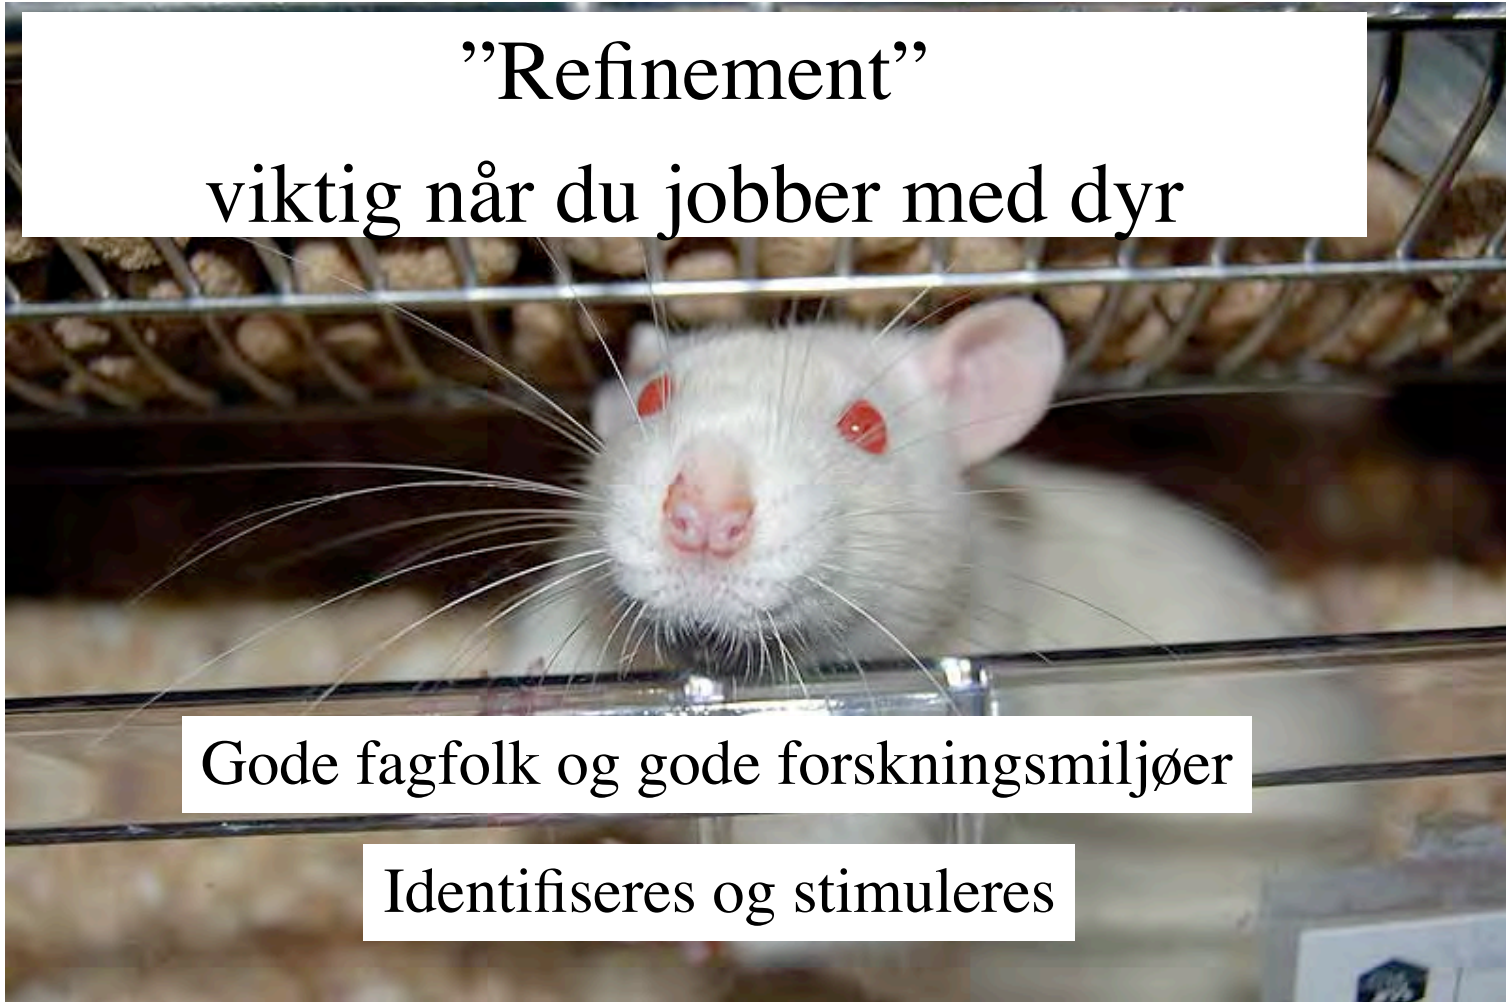 ”Refinement”
viktig når du jobber med dyr
Gode fagfolk og gode forskningsmiljøer
Identifiseres og stimuleres